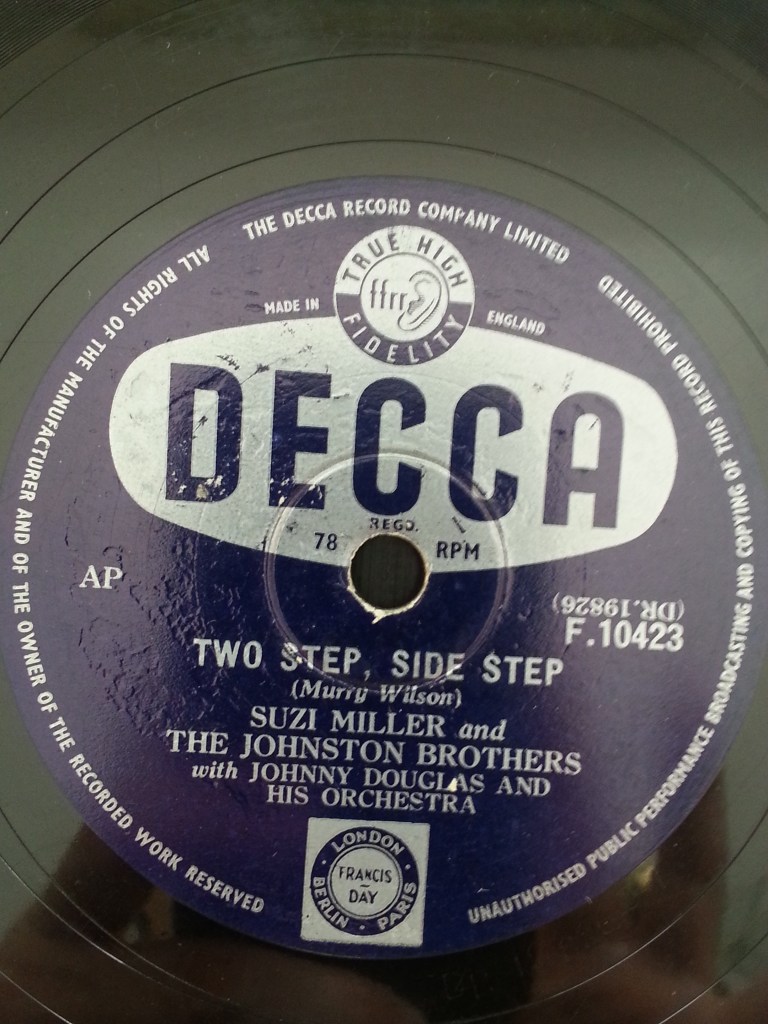 THE DECCA RECORD COMPANY LIMITED
ALL RIGHTS OF THE MANUFACTURER AND OF THE OWNER OF THE RECORDED WORK RESERVED
UNAUTHORISED PUBLIC PERFORMANCE BROADCASTING AND COPYING OF THIS RECORD PROHIBITED
TRUE HIGH
ffrr
FIDELITY
MADE IN ENGLAND
DECCA
REGD.
78 RPM
AP
(DR.19826)
F.10423
TWO STEP, SIDE STEP
(Murry Wilson)
SUZI MILLER and
THE JOHNSTON BROTHERS
with JOHNNY DOUGLAS AND
HIS ORCHESTRA
LONDON
FRANCIS
–
DAY
BERLIN · PARIS